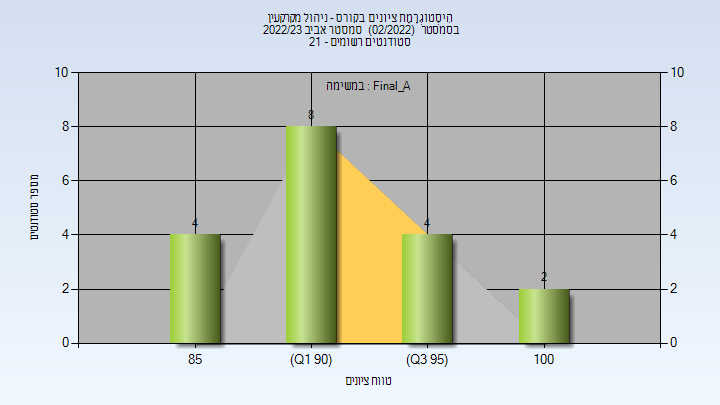 היסטוגרמת ציונים בקורס - ניהול מקרקעין
בסמסטר (02/2022) סמסטר אביב 2022/23
סטודנטים רשומים - 21
במשימה : Final_A
10 10
8 8
6 6
4 4
2 2
0 0
4 8 4 2
מספר סטודנטים
85 (Q1 90) (Q3 95) 100
טווח ציונים